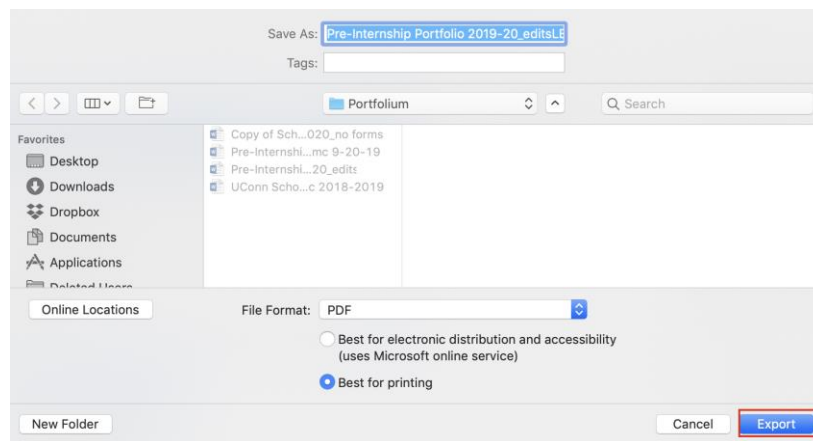 Save As: Pre-Internship Portfolio 2019-20_editsLB
Tags:
Portfolium
Search
Favorites
Desktop
Downloads
Dropbox
Documents
Applications
Deleted Users
Copy of Sch...020_no forms
Pre-Internshi...mc 9-20-19
Pre-Internshi...20_edits
UConn Scho...c 2018-2019
Online Locations
File Format: PDF
Best for electronic distribution and accessibility
(uses Microsoft online service)
Best for printing
New Folder
Cancel
Export